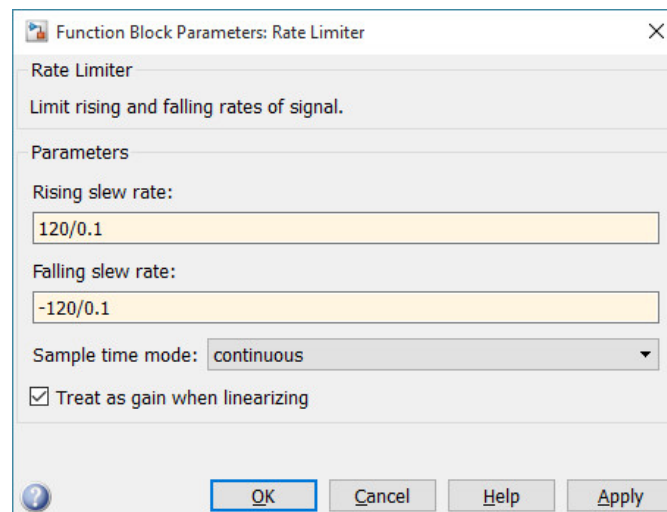 Function Block Parameters: Rate Limiter
Rate Limiter
Limit rising and falling rates of signal.
Parameters
Rising slew rate:
120/0.1
Falling slew rate:
-120/0.1
Sample time mode: continuous
Treat as gain when linearizing
OK Cancel Help Apply